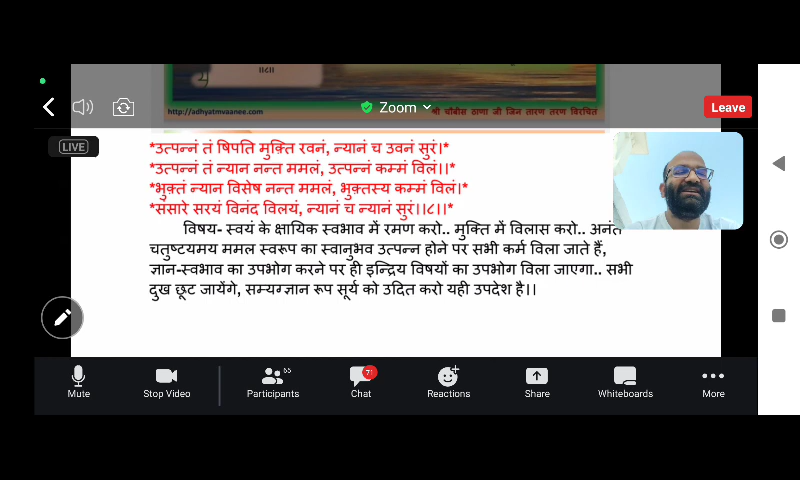 ॥८॥
http://adhyatmvaanee.com
श्री चौबीस ठाणा जी जिन तारण तरण विरचित
Zoom
Leave
LIVE
*उत्पन्नं तं षिपति मुक्ति रवनं, न्यानं च उवनं सुरं।*
*उत्पन्नं तं न्यान नन्त ममलं, उत्पन्नं कम्मं विलं।।*
*भुक्तं न्यान विसेष नन्त ममलं, भुक्तस्य कम्मं विलं।*
*संसारे सरयं विनंद विलयं, न्यानं च न्यानं सुरं।।८।।*
विषय- स्वयं के क्षायिक स्वभाव में रमण करो.. मुक्ति में विलास करो.. अनंत
चतुष्टयमय ममल स्वरूप का स्वानुभव उत्पन्न होने पर सभी कर्म विला जाते हैं,
ज्ञान-स्वभाव का उपभोग करने पर ही इन्द्रिय विषयों का उपभोग विला जाएगा.. सभी
दुख छूट जायेंगे, सम्यग्ज्ञान रूप सूर्य को उदित करो यही उपदेश है।।
71
Mute
Stop Video
Participants
Chat
Reactions
Share
Whiteboards
More